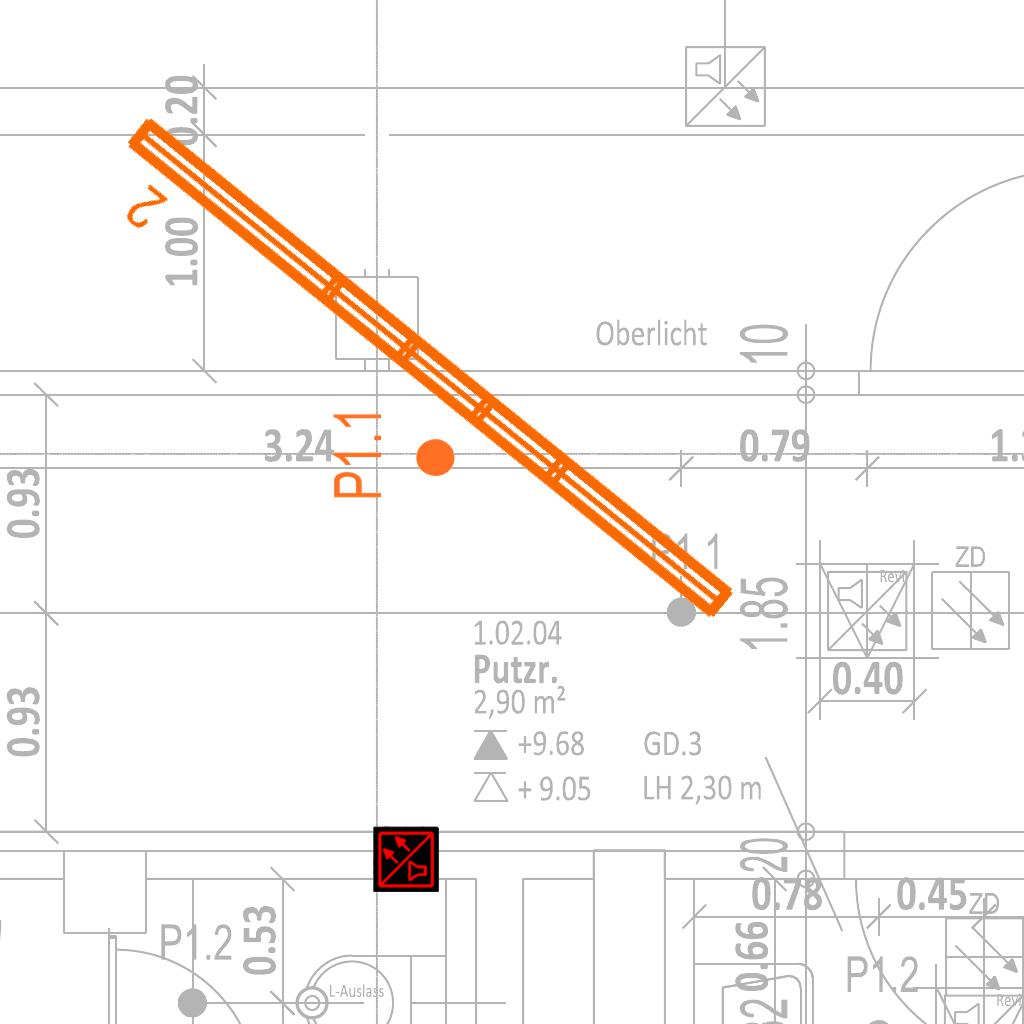 0.20
2
1.00
Oberlicht
10
3.24
P1.1
0.79
0.93
P1.1
1.85
Revi
ZD
1.02.04
Putzr.
2,90 m²
0.40
0.93
+9.68 GD.3
+ 9.05 LH 2,30 m
20
0.78
0.45
ZD
0.53
P1.2
0.66
P1.2
L-Auslass
Revi